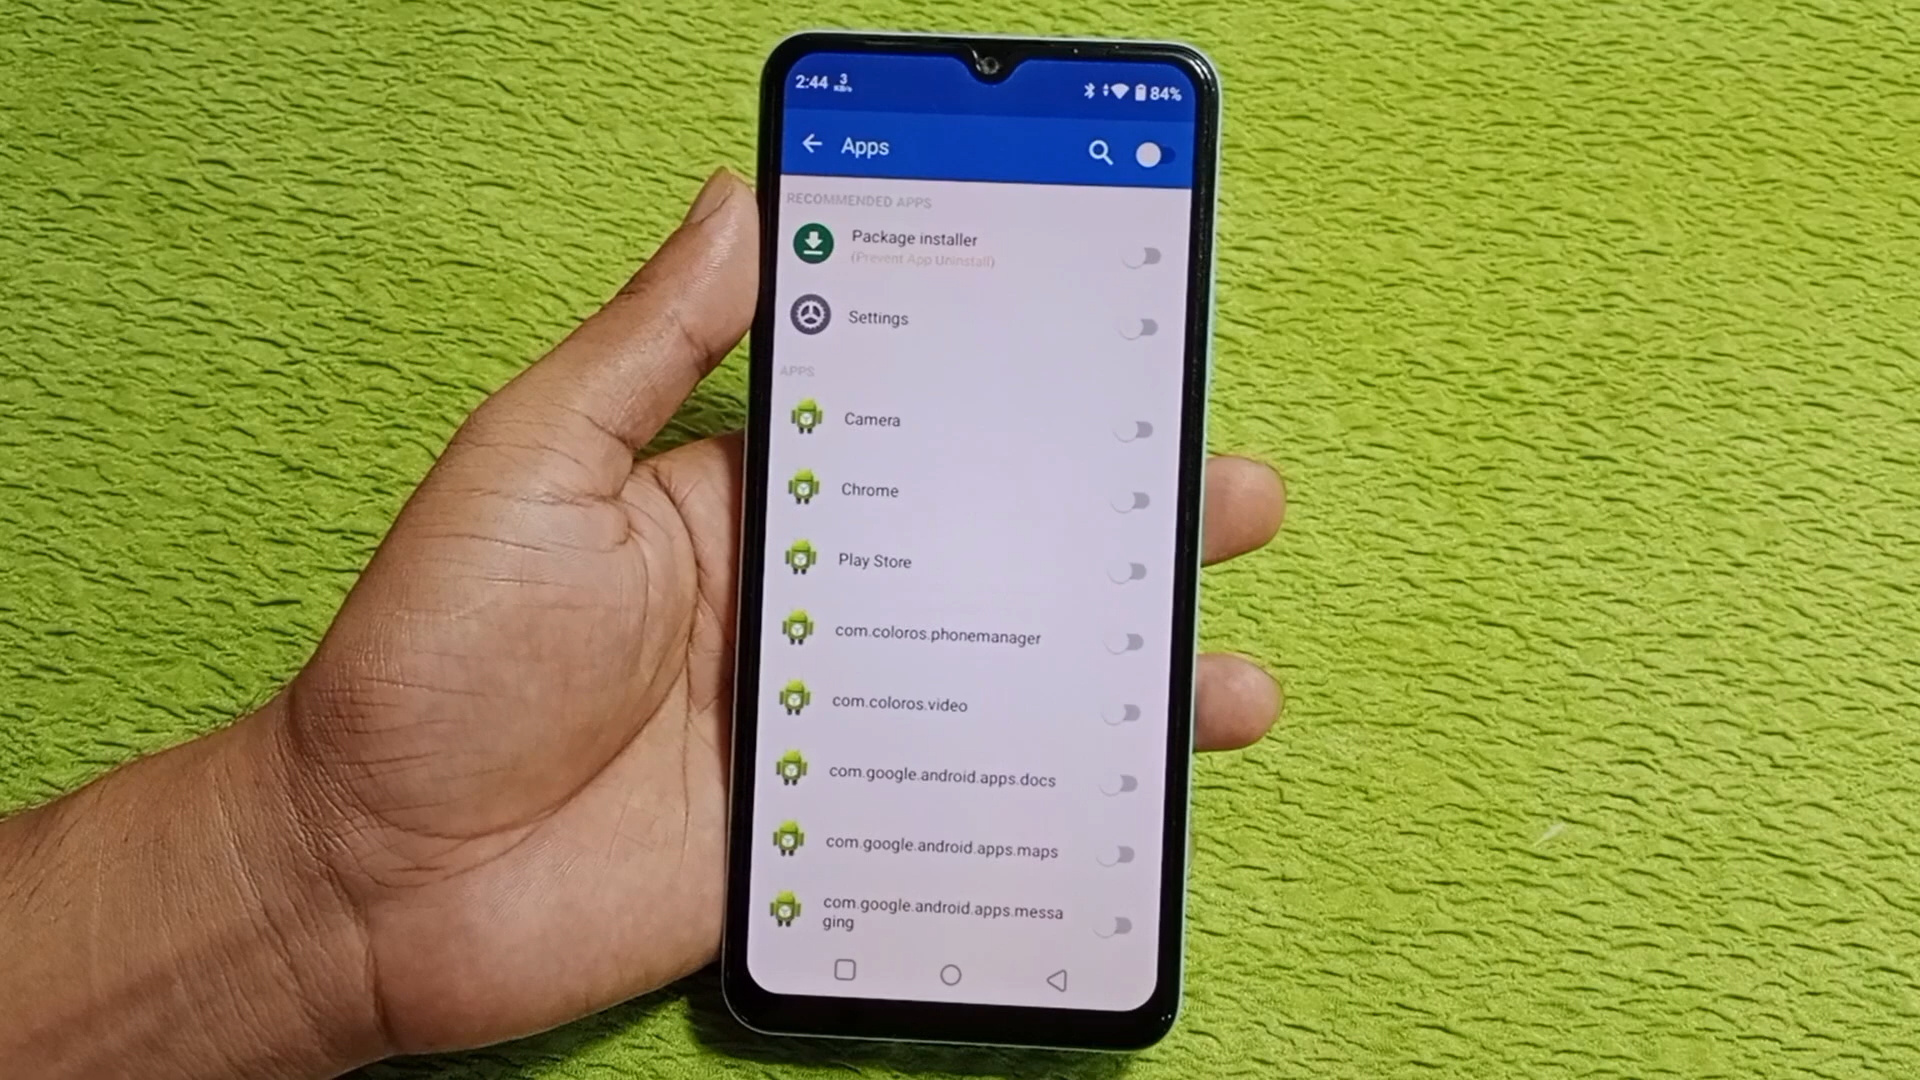 2:44 3 KB/s 84%
Apps
RECOMMENDED APPS
Package installer
(Prevent App Uninstall)
Settings
APPS
Camera
Chrome
Play Store
com.coloros.phonemanager
com.coloros.video
com.google.android.apps.docs
com.google.android.apps.maps
com.google.android.apps.messa
ging